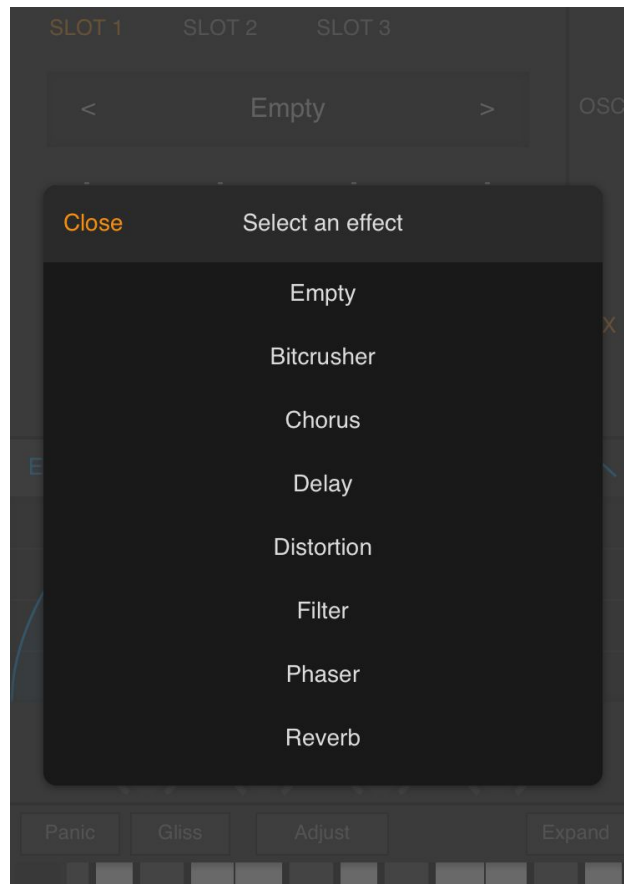 SLOT 1 SLOT 2 SLOT 3
< Empty >
OSC
Close Select an effect
Empty
Bitcrusher
Chorus
Delay
Distortion
Filter
Phaser
Reverb
Panic Gliss Adjust Expand